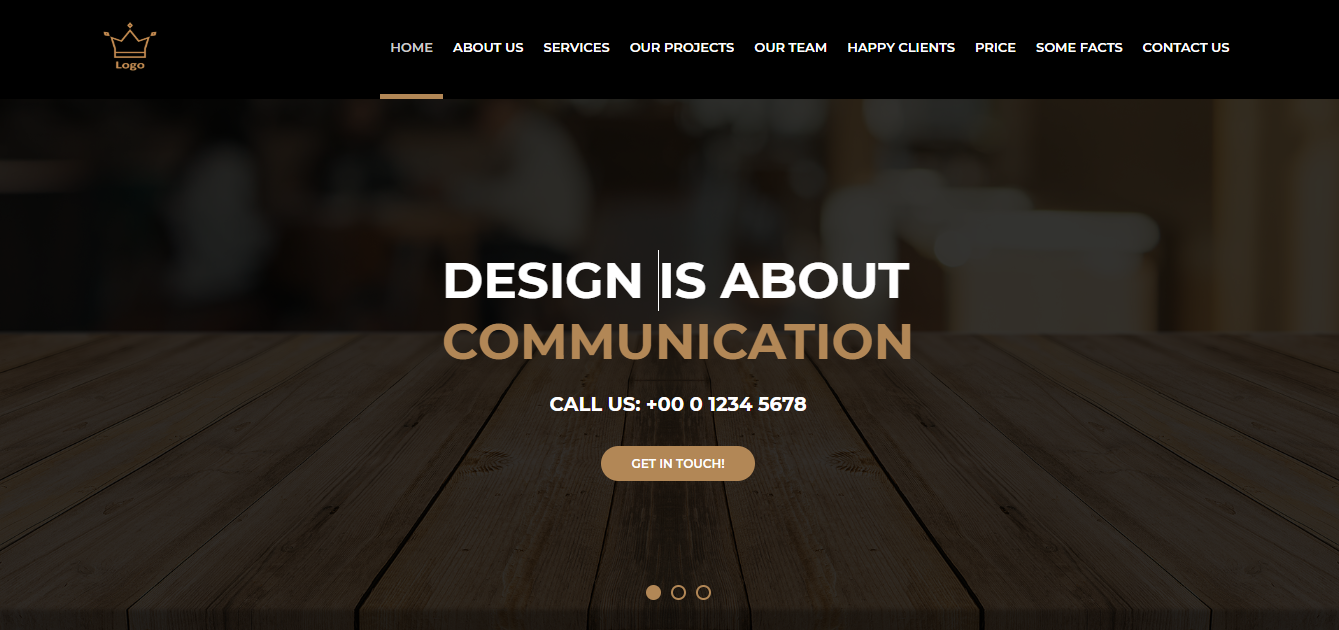 Logo
HOME ABOUT US SERVICES OUR PROJECTS OUR TEAM HAPPY CLIENTS PRICE SOME FACTS CONTACT US
DESIGN IS ABOUT
COMMUNICATION
CALL US: +00 0 1234 5678
GET IN TOUCH!